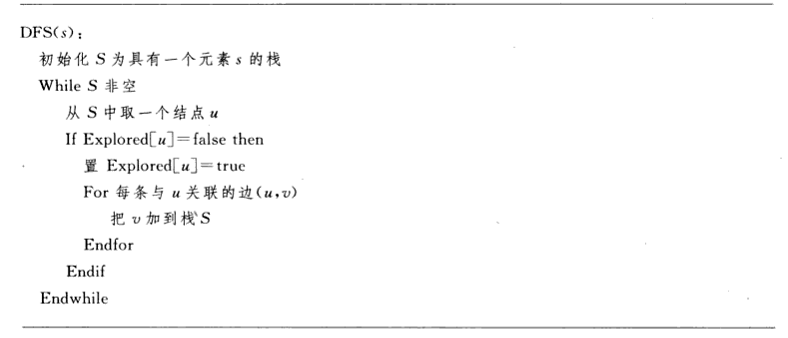 DFS(s):
初始化 S 为具有一个元素 s 的栈
While S 非空
从 S 中取一个结点 u
If Explored[u]=false then
置 Explored[u]=true
For 每条与 u 关联的边(u,v)
把 v 加到栈 S
Endfor
Endif
Endwhile